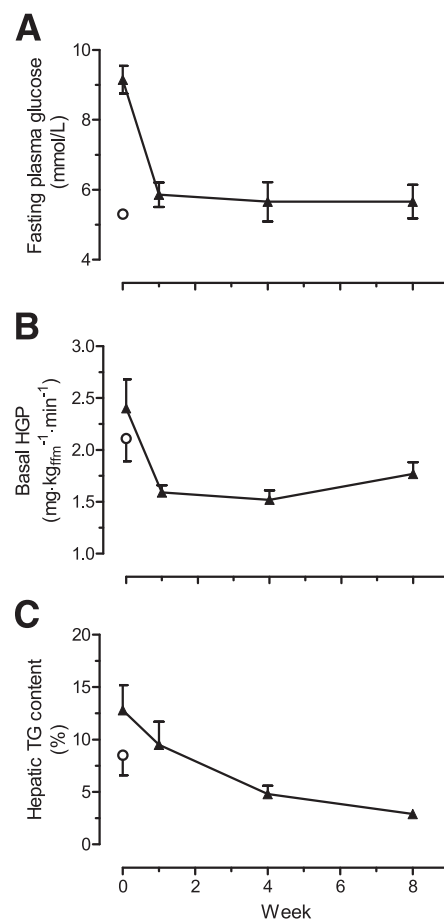 A
Fasting plasma glucose
(mmol/L)
10
8
6
4
B
Basal HGP
(mg·kgffm⁻¹·min⁻¹)
3.0
2.5
2.0
1.5
1.0
C
Hepatic TG content
(%)
20
15
10
5
0
0 2 4 6 8
Week